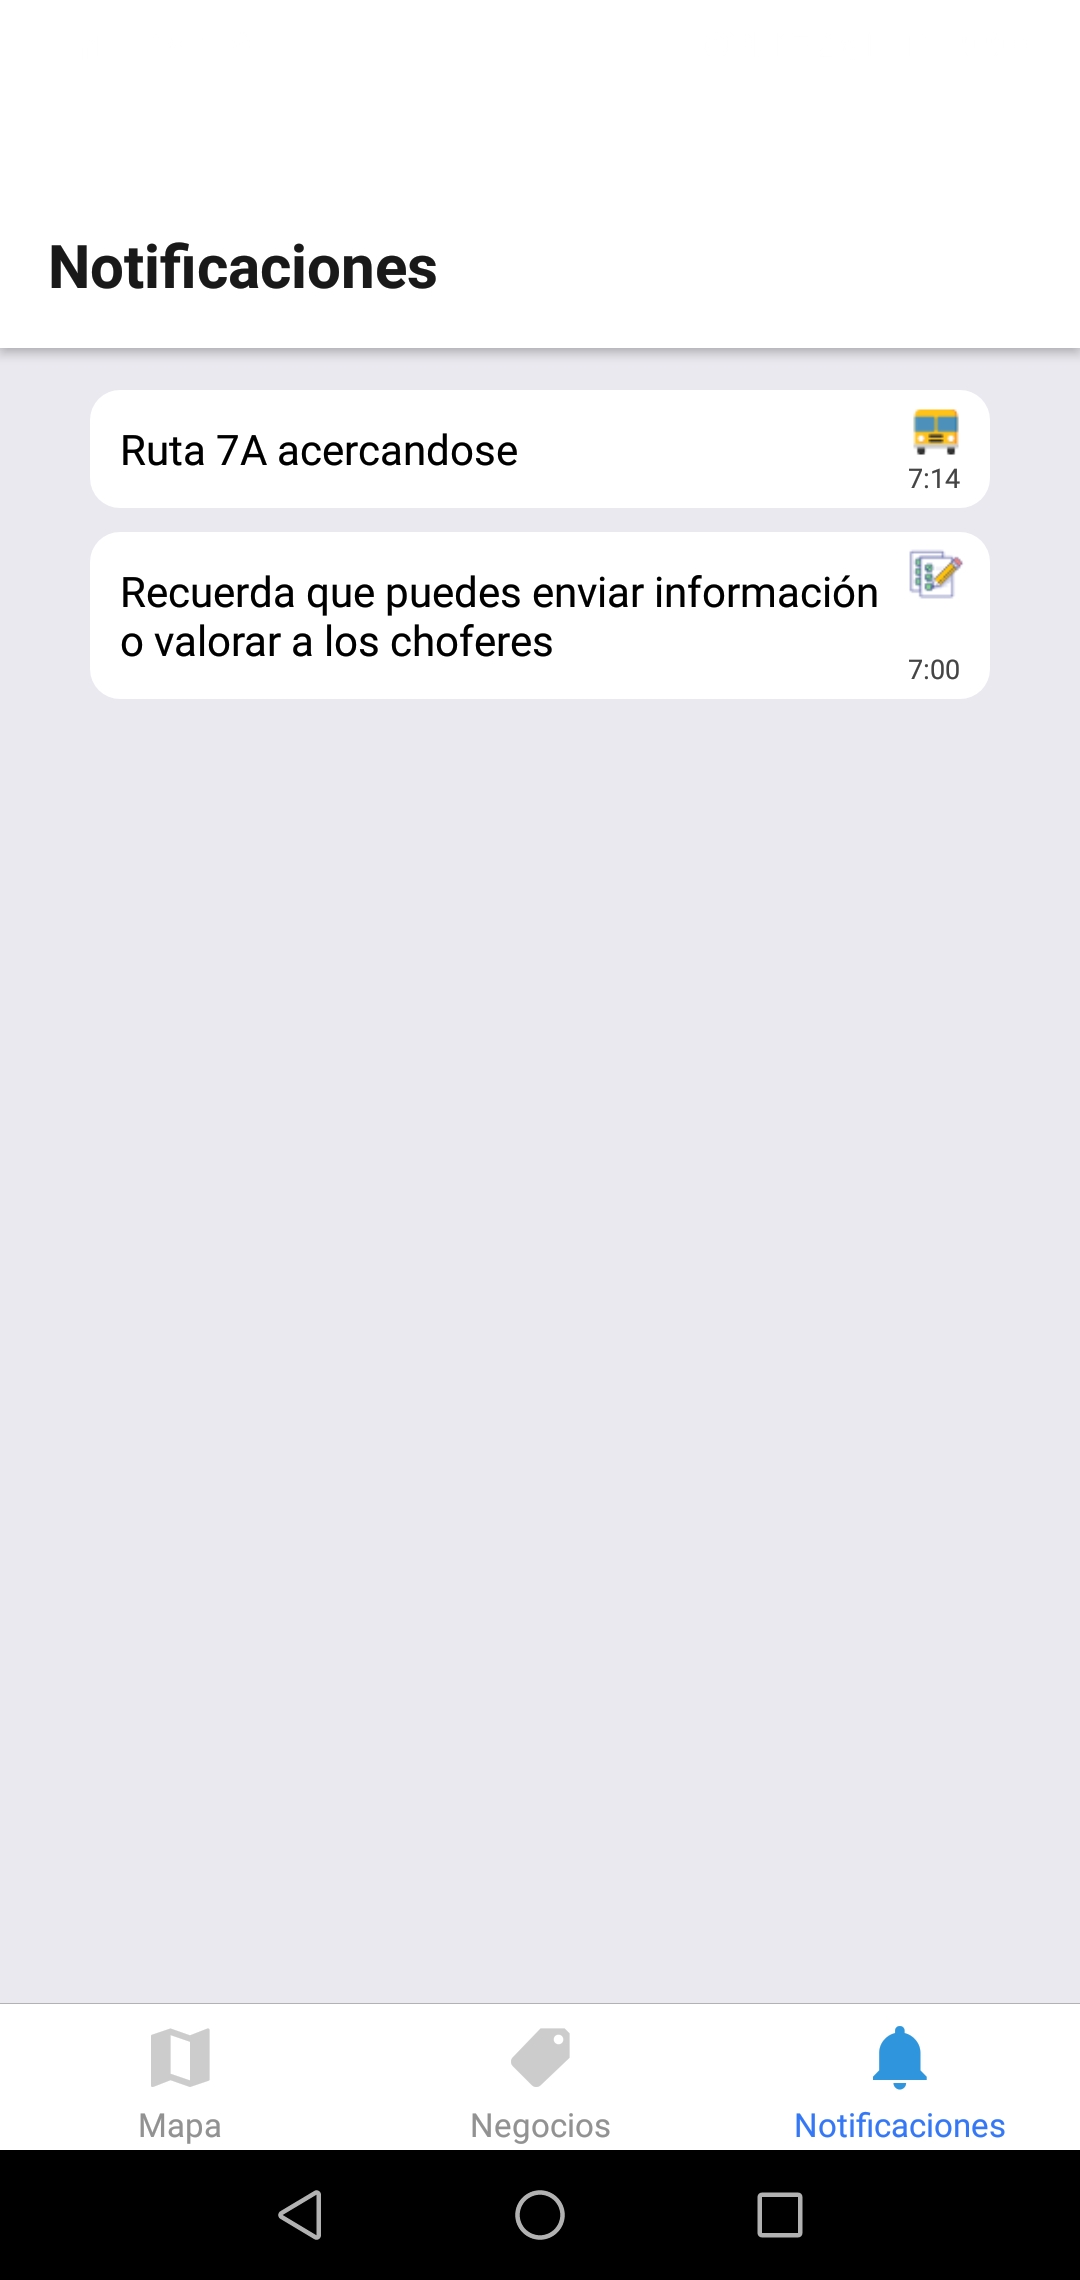 Notificaciones
Ruta 7A acercandose
7:14
Recuerda que puedes enviar información
o valorar a los choferes
7:00
Mapa
Negocios
Notificaciones